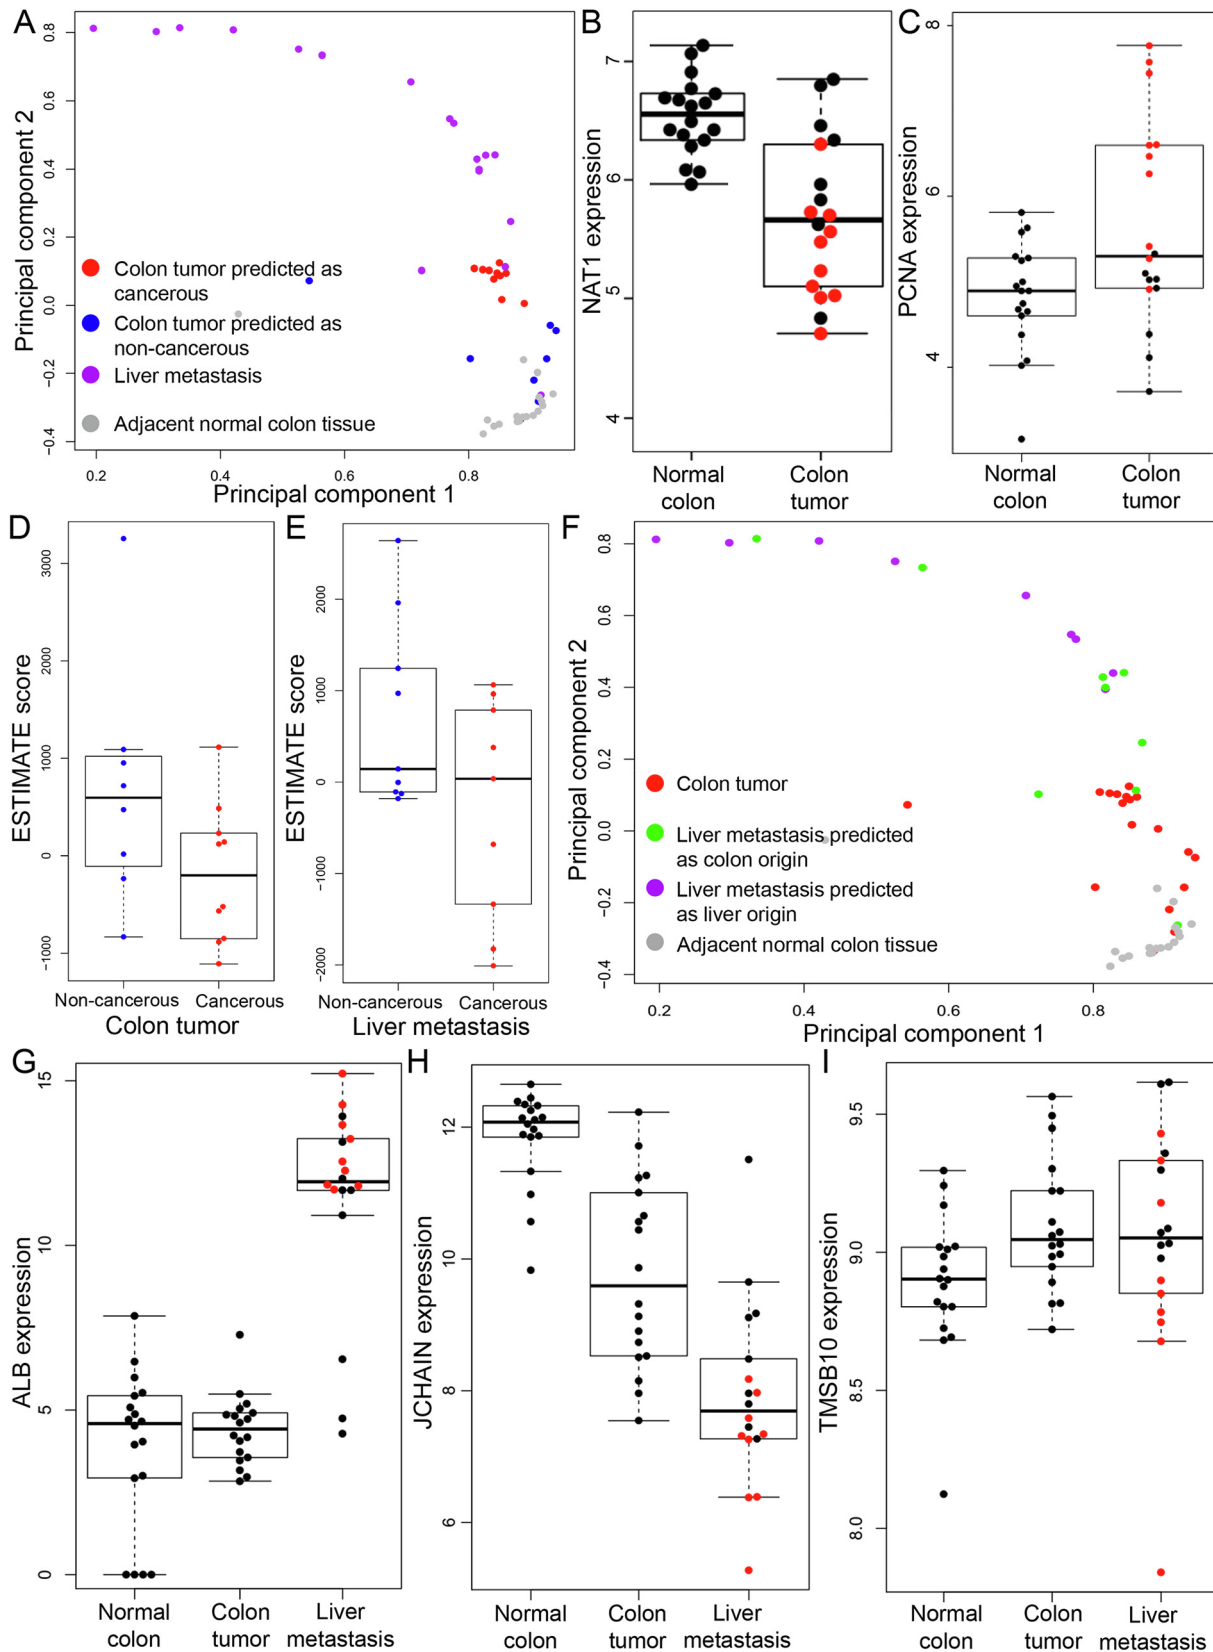 A
Principal component 2
0.8
0.6
0.4
0.2
0.0
−0.2
−0.4
Colon tumor predicted as
cancerous
Colon tumor predicted as
non-cancerous
Liver metastasis
Adjacent normal colon tissue
0.2
0.4
0.6
0.8
Principal component 1
B
NAT1 expression
7
6
5
4
Normal
colon
Colon
tumor
C
PCNA expression
8
6
4
Normal
colon
Colon
tumor
D
ESTIMATE score
3000
2000
1000
0
−1000
Non-cancerous
Cancerous
Colon tumor
E
ESTIMATE score
2000
1000
0
−1000
−2000
Non-cancerous
Cancerous
Liver metastasis
F
Principal component 2
0.8
0.6
0.4
0.2
0.0
−0.2
−0.4
Colon tumor
Liver metastasis predicted
as colon origin
Liver metastasis predicted
as liver origin
Adjacent normal colon tissue
0.2
0.4
0.6
0.8
Principal component 1
G
ALB expression
15
10
5
0
Normal
colon
Colon
tumor
Liver
metastasis
H
JCHAIN expression
12
10
8
6
Normal
colon
Colon
tumor
Liver
metastasis
I
TMSB10 expression
9.5
9.0
8.5
8.0
Normal
colon
Colon
tumor
Liver
metastasis